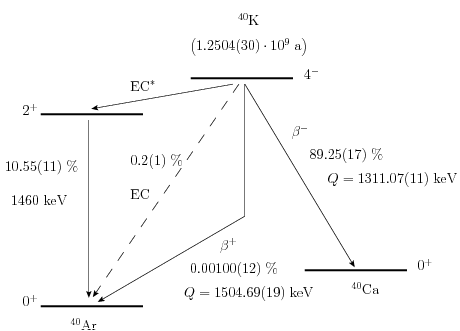 ⁴⁰K
(1.2504(30) · 10⁹ a)
4⁻
EC*
2⁺
β⁻
10.55(11) %
0.2(1) %
89.25(17) %
Q = 1311.07(11) keV
1460 keV
EC
β⁺
0.00100(12) %
0⁺
Q = 1504.69(19) keV
⁴⁰Ca
0⁺
⁴⁰Ar